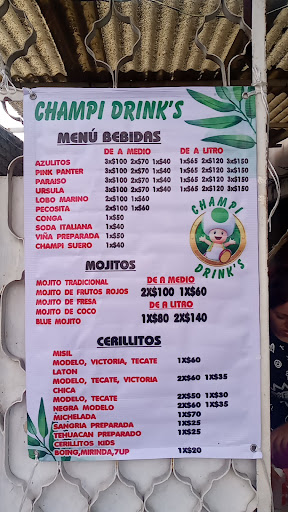 CHAMPI DRINK'S
MENÚ BEBIDAS
DE A MEDIO DE A LITRO
AZULITOS 3x$100 2x$70 1x$40 1x$65 2x$120 3x$150
PINK PANTER 3x$100 2x$70 1x$40 1x$65 2x$120 3x$150
PARAISO 3x$100 2x$70 1x$40 1x$65 2x$120 3x$150
URSULA 3x$100 2x$70 1x$40 1x$65 2x$120 3x$150
LOBO MARINO 2x$100 1x$60
PECOSITA 2x$100 1x$60
CONGA 1x$50
SODA ITALIANA 1x$40
VIÑA PREPARADA 1x$50
CHAMPI SUERO 1x$40
CHAMPI
DRINK'S
MOJITOS
MOJITO TRADICIONAL DE A MEDIO
MOJITO DE FRUTOS ROJOS 2X$100 1X$60
MOJITO DE FRESA DE A LITRO
MOJITO DE COCO
BLUE MOJITO 1X$80 2X$140
CERILLITOS
MISIL
MODELO, VICTORIA, TECATE 1X$60
LATON
MODELO, TECATE, VICTORIA 2X$60 1X$35
CHICA
MODELO, TECATE 2X$50 1X$30
NEGRA MODELO 2X$60 1X$35
MICHELADA 1X$70
SANGRIA PREPARADA 1X$25
TEHUACAN PREPARADO 1X$25
CERILLITOS KIDS
BOING,MIRINDA,7UP 1X$20